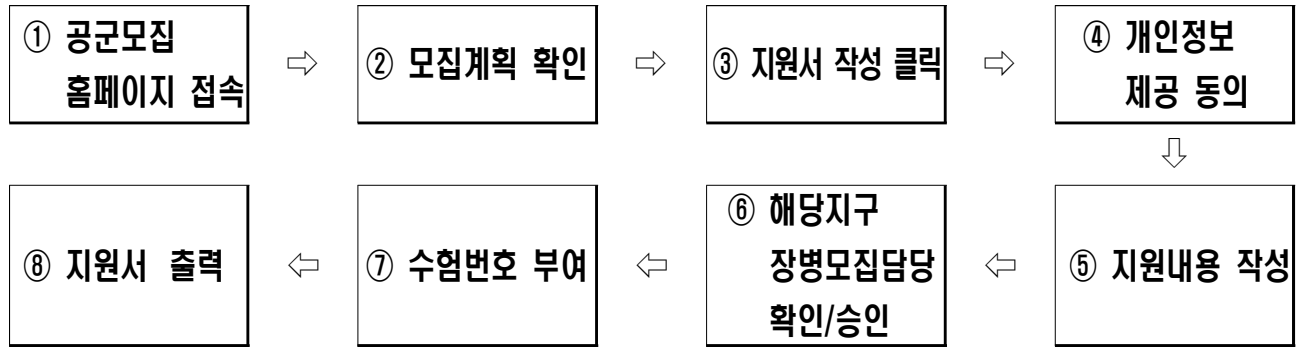 ① 공군모집
홈페이지 접속
⇨
② 모집계획 확인
⇨
③ 지원서 작성 클릭
⇨
④ 개인정보
제공 동의
⇩
⑤ 지원내용 작성
⇦
⑥ 해당지구
장병모집담당
확인/승인
⇦
⑦ 수험번호 부여
⇦
⑧ 지원서 출력